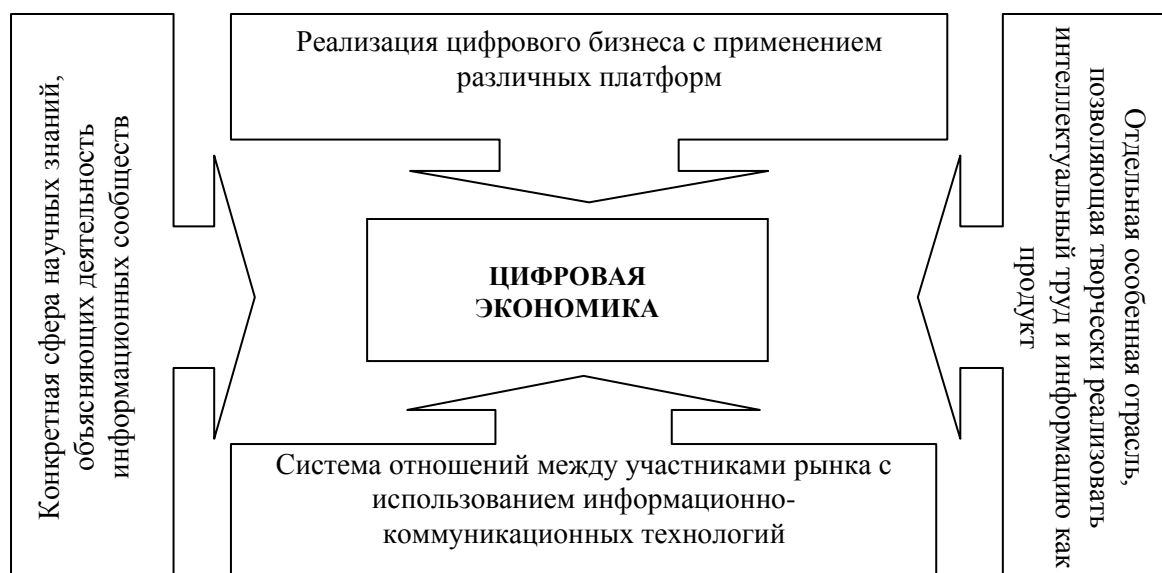 Реализация цифрового бизнеса с применением
различных платформ
Конкретная сфера научных знаний,
объясняющих деятельность
информационных сообществ
ЦИФРОВАЯ
ЭКОНОМИКА
Отдельная особенная отрасль,
позволяющая творчески реализовать
интеллектуальный труд и информацию как
продукт
Система отношений между участниками рынка с
использованием информационно-
коммуникационных технологий